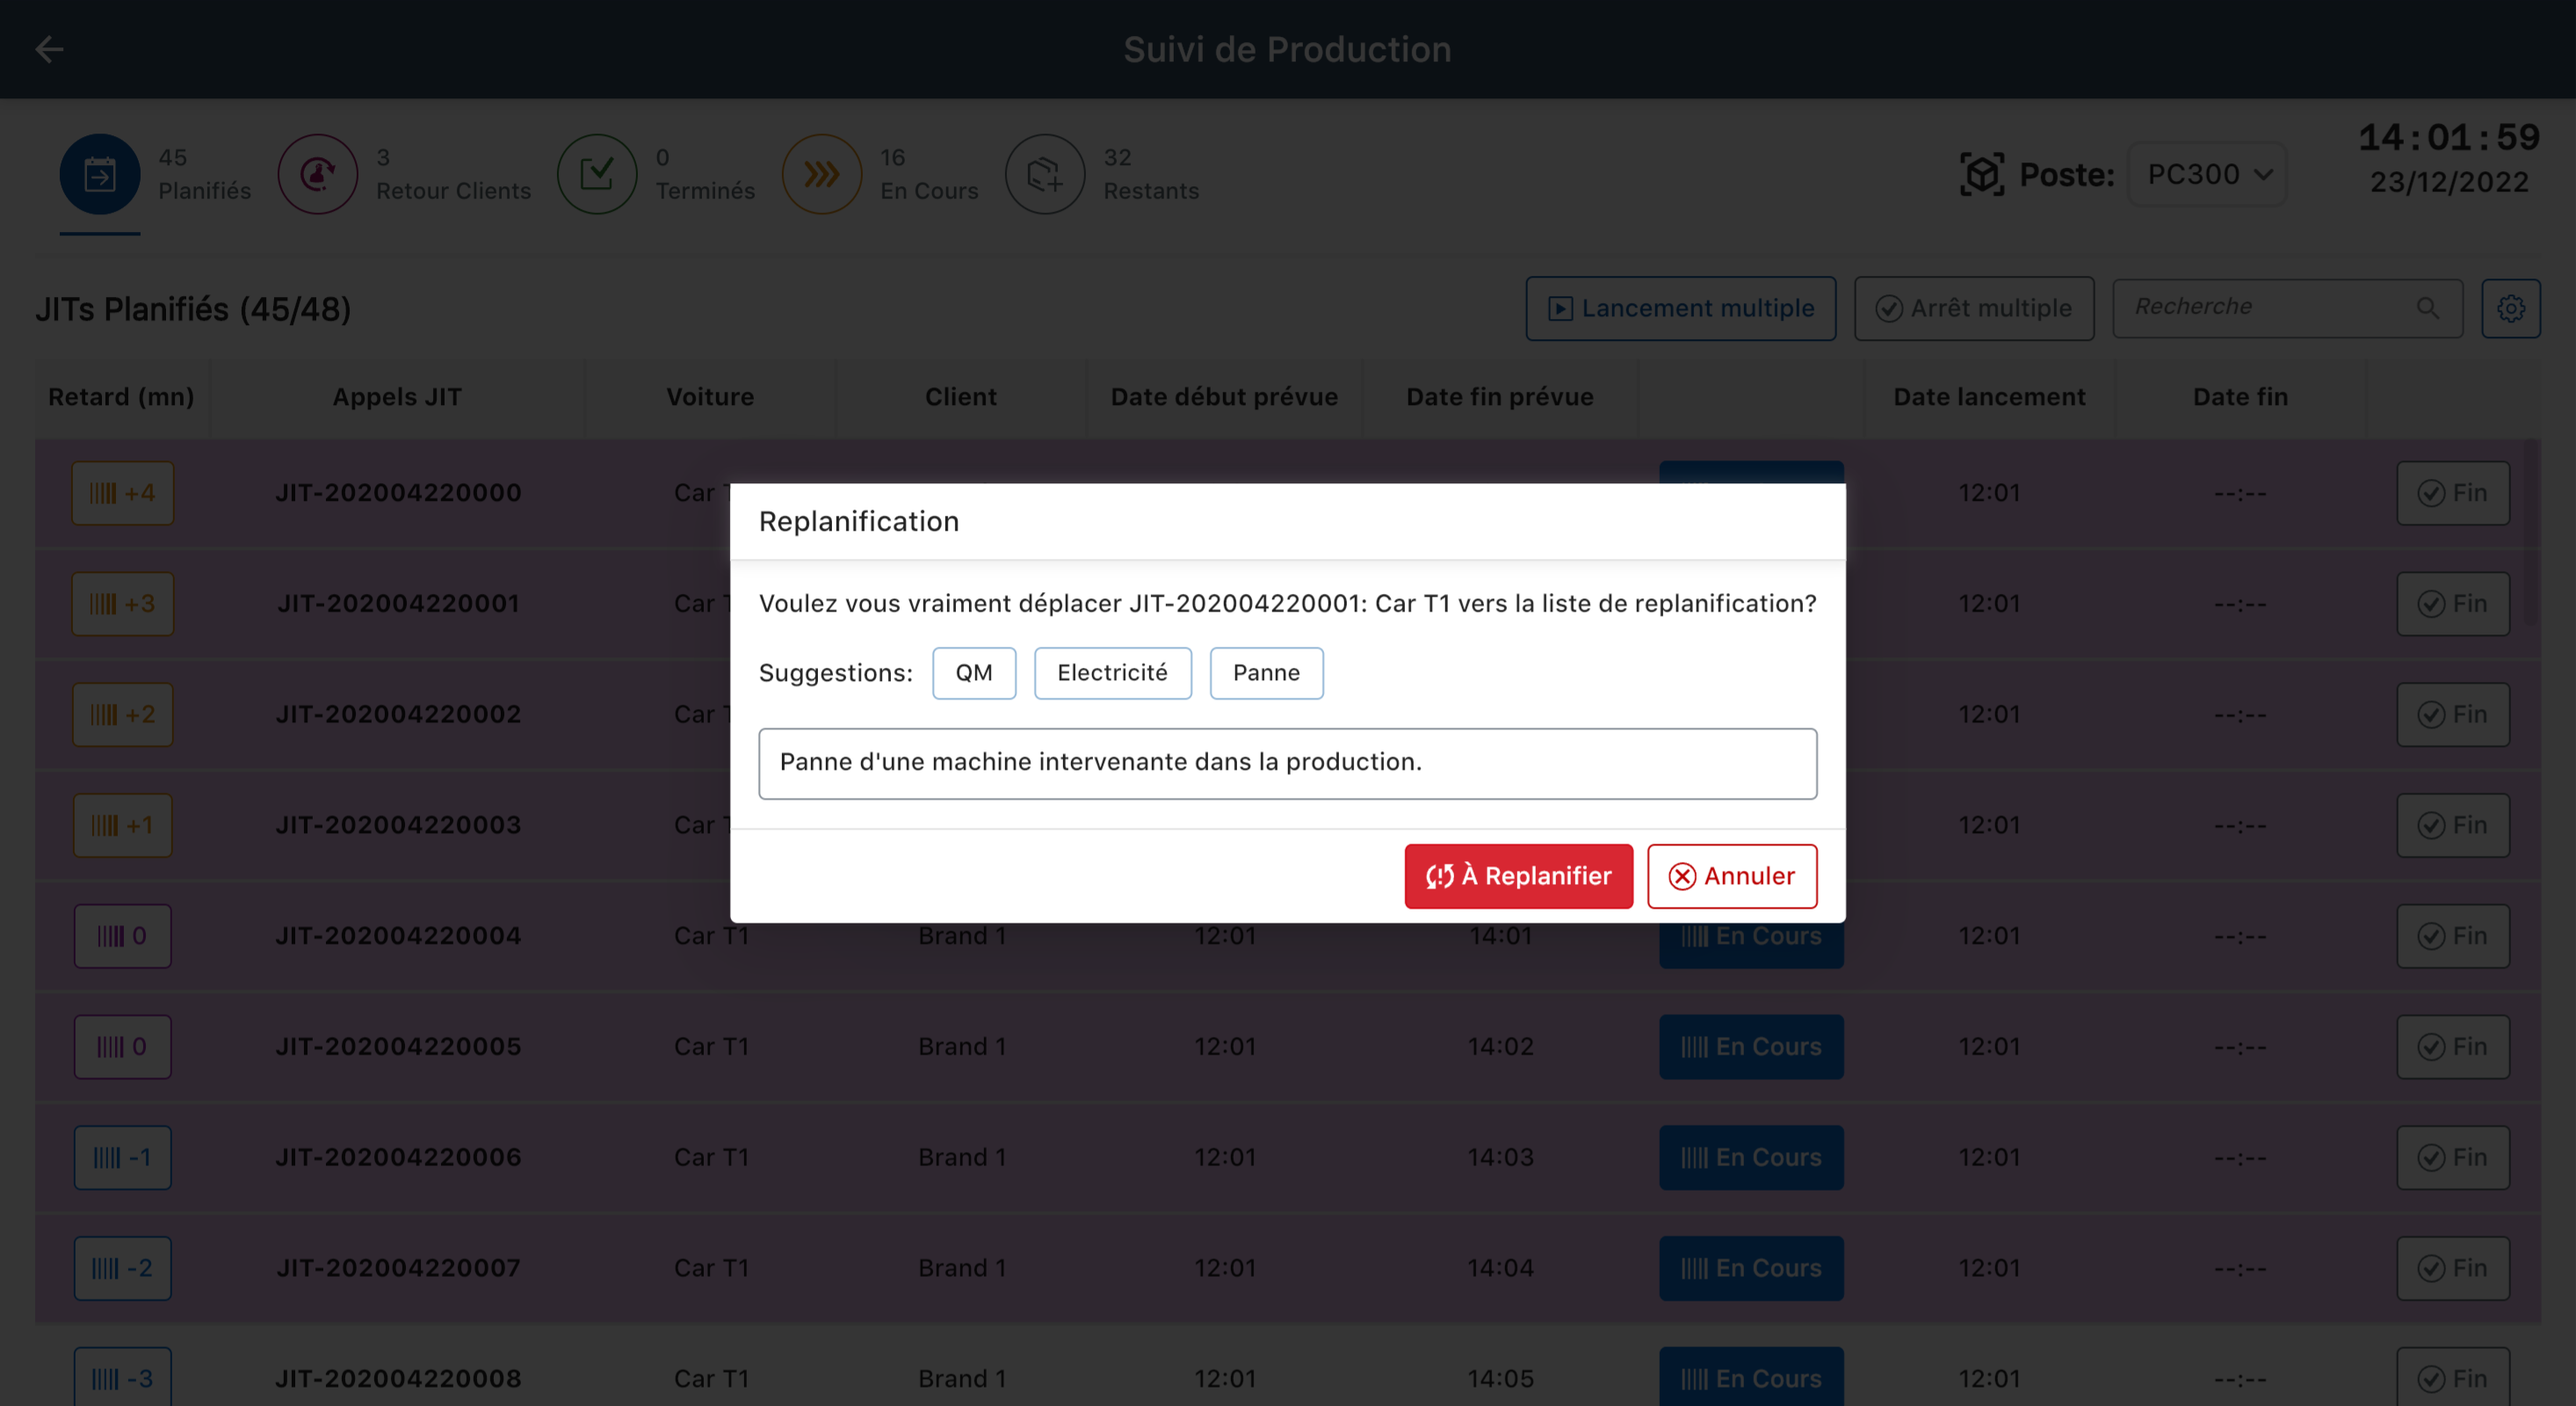 Suivi de Production
45
Planifiés
3
Retour Clients
0
Terminés
16
En Cours
32
Restants
Poste: PC300
14:01:59
23/12/2022
JITs Planifiés (45/48)
Lancement multiple
Arrêt multiple
Recherche
Retard (mn) Appels JIT Voiture Client Date début prévue Date fin prévue Date lancement Date fin
+4 JIT-202004220000 Car 12:01 --:-- Fin
Replanification
+3 JIT-202004220001 Car 12:01 --:-- Fin
Voulez vous vraiment déplacer JIT-202004220001: Car T1 vers la liste de replanification?
Suggestions: QM Electricité Panne
+2 JIT-202004220002 Car 12:01 --:-- Fin
Panne d'une machine intervenante dans la production.
+1 JIT-202004220003 Car 12:01 --:-- Fin
À Replanifier Annuler
0 JIT-202004220004 Car T1 Brand 1 12:01 14:01 En Cours 12:01 --:-- Fin
0 JIT-202004220005 Car T1 Brand 1 12:01 14:02 En Cours 12:01 --:-- Fin
-1 JIT-202004220006 Car T1 Brand 1 12:01 14:03 En Cours 12:01 --:-- Fin
-2 JIT-202004220007 Car T1 Brand 1 12:01 14:04 En Cours 12:01 --:-- Fin
-3 JIT-202004220008 Car T1 Brand 1 12:01 14:05 En Cours 12:01 --:-- Fin